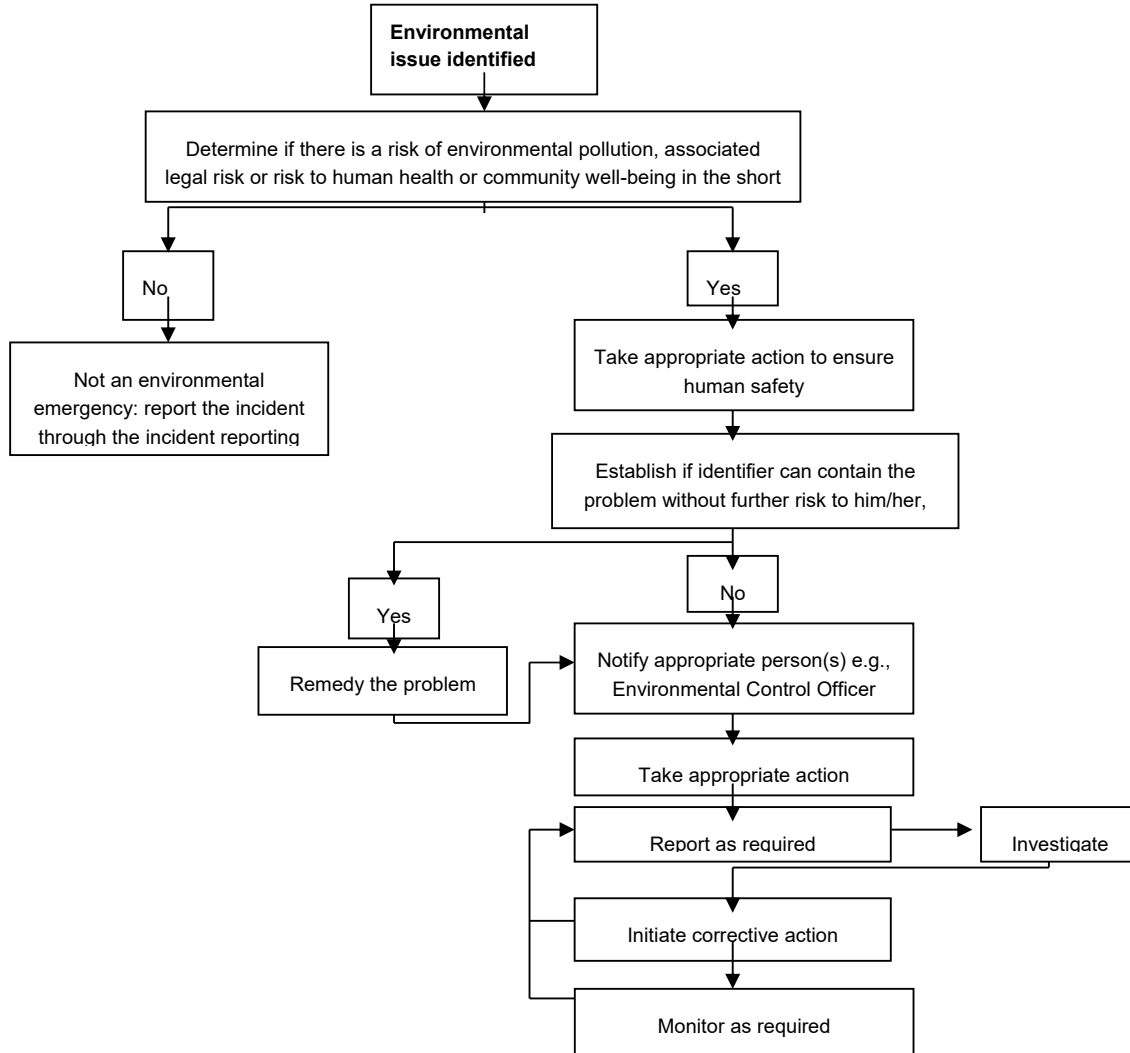 Environmental
issue identified
Determine if there is a risk of environmental pollution, associated
legal risk or risk to human health or community well-being in the short
No
Yes
Not an environmental
emergency: report the incident
through the incident reporting
Take appropriate action to ensure
human safety
Establish if identifier can contain the
problem without further risk to him/her,
Yes
No
Remedy the problem
Notify appropriate person(s) e.g.,
Environmental Control Officer
Take appropriate action
Report as required
Investigate
Initiate corrective action
Monitor as required